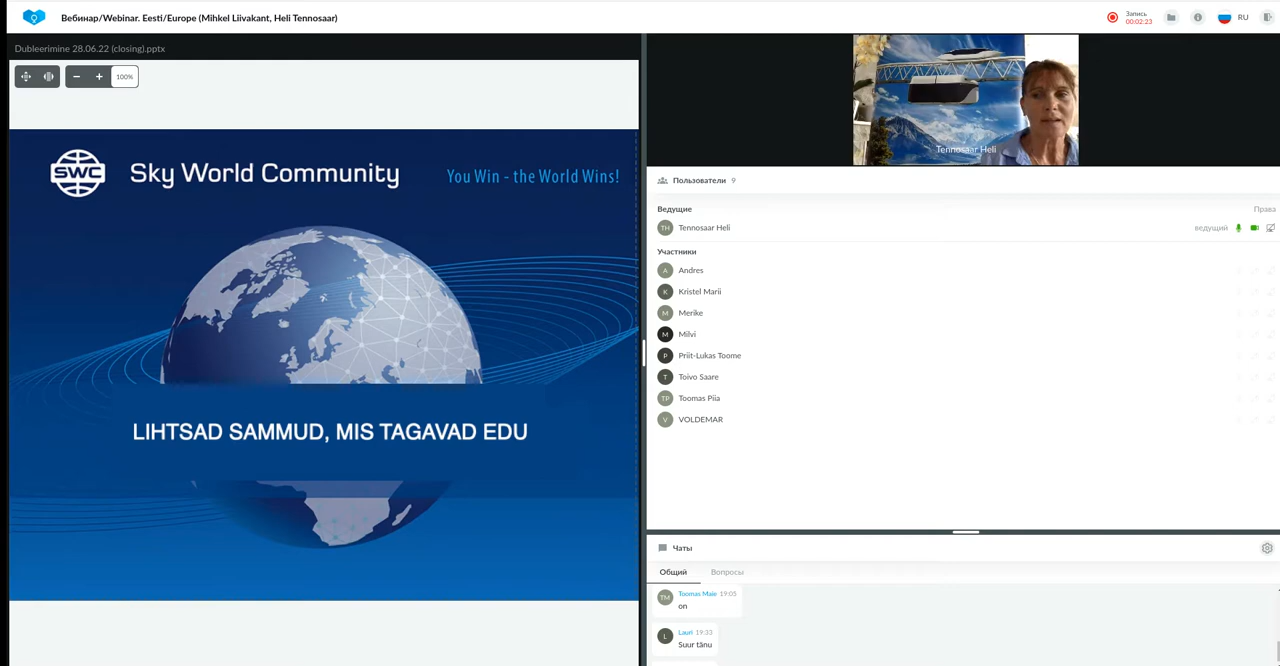 Вебинар/Webinar. Eesti/Europe (Mihkel Liivakant, Heli Tennosaar)
Запись
00:02:23
RU
Dubleerimine 28.06.22 (closing).pptx
100%
SWC
Sky World Community
You Win - the World Wins!
LIHTSAD SAMMUD, MIS TAGAVAD EDU
Tennosaar Heli
Пользователи 9
Ведущие
Права
TH
Tennosaar Heli
ведущий
Участники
A
Andres
K
Kristel Marii
M
Merike
M
Milvi
P
Priit-Lukas Toome
T
Toivo Saare
TP
Toomas Piia
V
VOLDEMAR
Чаты
Общий
Вопросы
TM
Toomas Maie 19:05
on
L
Lauri 19:33
Suur tänu